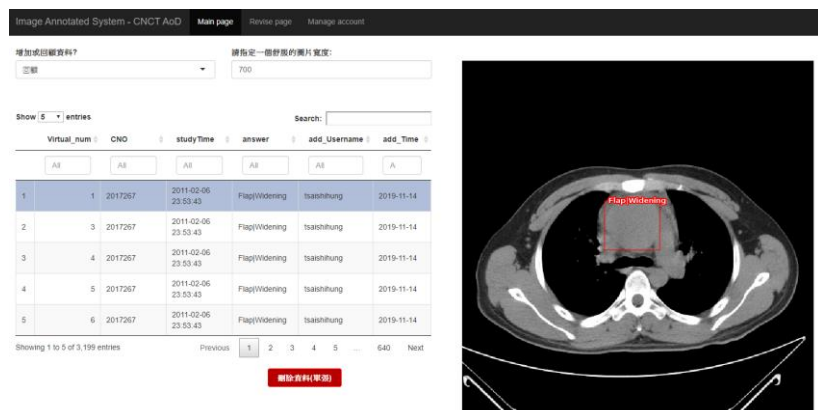 Image Annotated System - CNCT AoD Main page Revise page Manage account
增加或回顧資料? 請指定一個舒服的圖片寬度:
回顧 700
Show 5 entries Search:
Virtual_num CNO studyTime answer add_Username add_Time
All All All All All A
1 1 2017267 2011-02-06 23:53:43 Flap|Widening tsaishihung 2019-11-14
2 3 2017267 2011-02-06 23:53:43 Flap|Widening tsaishihung 2019-11-14
3 4 2017267 2011-02-06 23:53:43 Flap|Widening tsaishihung 2019-11-14
4 5 2017267 2011-02-06 23:53:43 Flap|Widening tsaishihung 2019-11-14
5 6 2017267 2011-02-06 23:53:43 Flap|Widening tsaishihung 2019-11-14
Showing 1 to 5 of 3,199 entries Previous 1 2 3 4 5 ... 640 Next
刪除資料(單張)
Flap|Widening